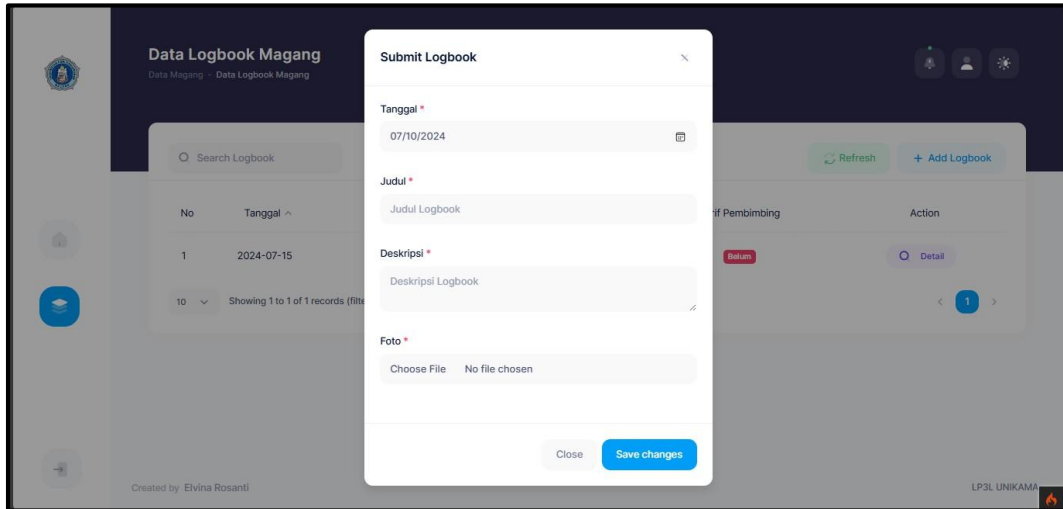 Data Logbook Magang
Data Magang - Data Logbook Magang
Submit Logbook
Tanggal *
07/10/2024
Search Logbook
Refresh
+ Add Logbook
Judul *
Judul Logbook
No
Tanggal
if Pembimbing
Action
Deskripsi *
Deskripsi Logbook
1
2024-07-15
Belum
Detail
10
Showing 1 to 1 of 1 records (filte
< 1 >
Foto *
Choose File No file chosen
Close
Save changes
Created by Elvina Rosanti
LP3L UNIKAMA